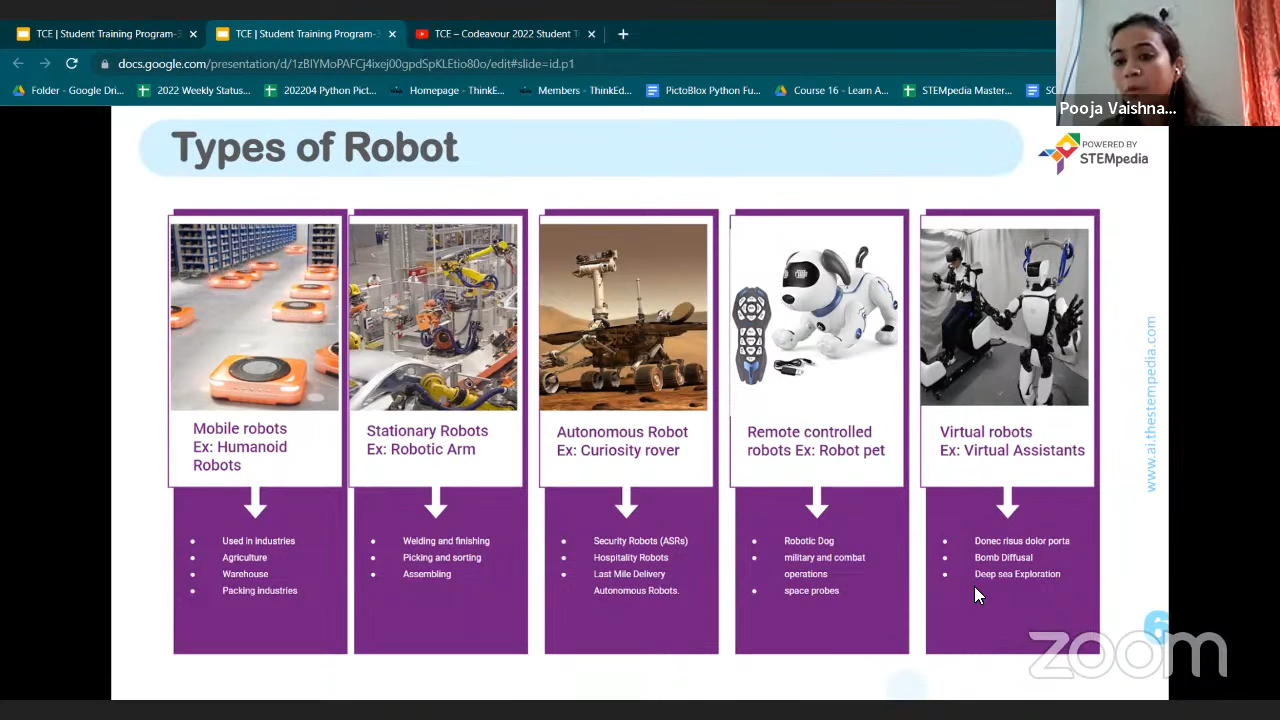 TCE | Student Training Program-3
TCE | Student Training Program-3
TCE – Codeavour 2022 Student T
docs.google.com/presentation/d/1zBlYMoPAFCj4ixej00gpdSpKLEtio80o/edit#slide=id.p1
Folder - Google Dri...
2022 Weekly Status...
202204 Python Pict...
Homepage - ThinkE...
Members - ThinkEd...
PictoBlox Python Fu...
Course 16 - Learn A...
STEMpedia Master...
Pooja Vaishna...
Types of Robot
POWERED BY
STEMpedia
Mobile robots
Ex: Humanoid
Robots
Used in industries
Agriculture
Warehouse
Packing industries
Stationary Robots
Ex: Robotic Arm
Welding and finishing
Picking and sorting
Assembling
Autonomous Robot
Ex: Curiosity rover
Security Robots (ASRs)
Hospitality Robots
Last Mile Delivery
Autonomous Robots.
Remote controlled
robots Ex: Robot pet
Robotic Dog
military and combat
operations
space probes
Virtual robots
Ex: Virtual Assistants
Donec risus dolor porta
Bomb Diffusal
Deep sea Exploration
www.ai.thestempedia.com
6
zoom